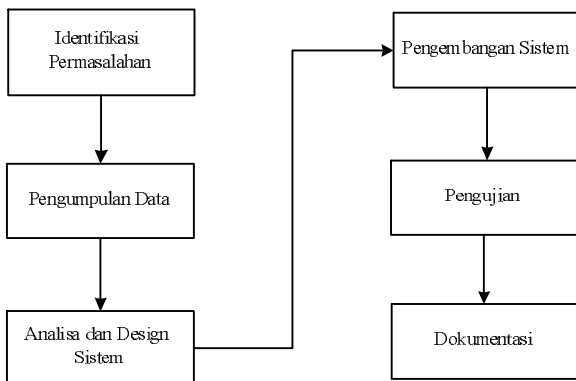 Identifikasi
Permasalahan
Pengumpulan Data
Analisa dan Design
Sistem
Pengembangan Sistem
Pengujian
Dokumentasi